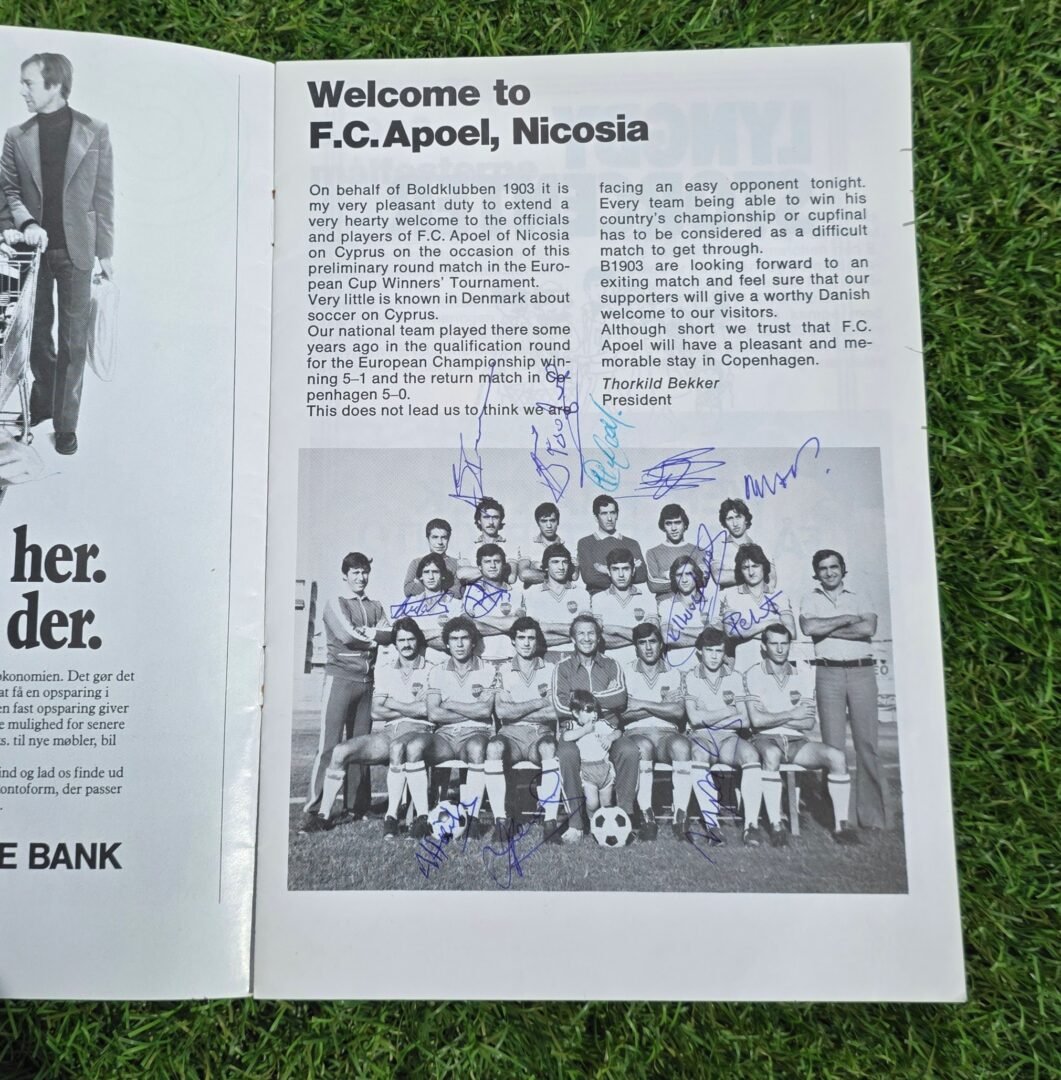 her.
der.
økonomien. Det gør det
at få en opsparing i
en fast opsparing giver
mulighed for senere
s. til nye møbler, bil
ind og lad os finde ud
ontoform, der passer
E BANK
Welcome to
F.C. Apoel, Nicosia
On behalf of Boldklubben 1903 it is
my very pleasant duty to extend a
very hearty welcome to the officials
and players of F.C. Apoel of Nicosia
on Cyprus on the occasion of this
preliminary round match in the Euro-
pean Cup Winners' Tournament.
Very little is known in Denmark about
soccer on Cyprus.
Our national team played there some
years ago in the qualification round
for the European Championship win-
ning 5–1 and the return match in Co-
penhagen 5–0.
This does not lead us to think we are
facing an easy opponent tonight.
Every team being able to win his
country's championship or cupfinal
has to be considered as a difficult
match to get through.
B1903 are looking forward to an
exiting match and feel sure that our
supporters will give a worthy Danish
welcome to our visitors.
Although short we trust that F.C.
Apoel will have a pleasant and me-
morable stay in Copenhagen.
Thorkild Bekker
President